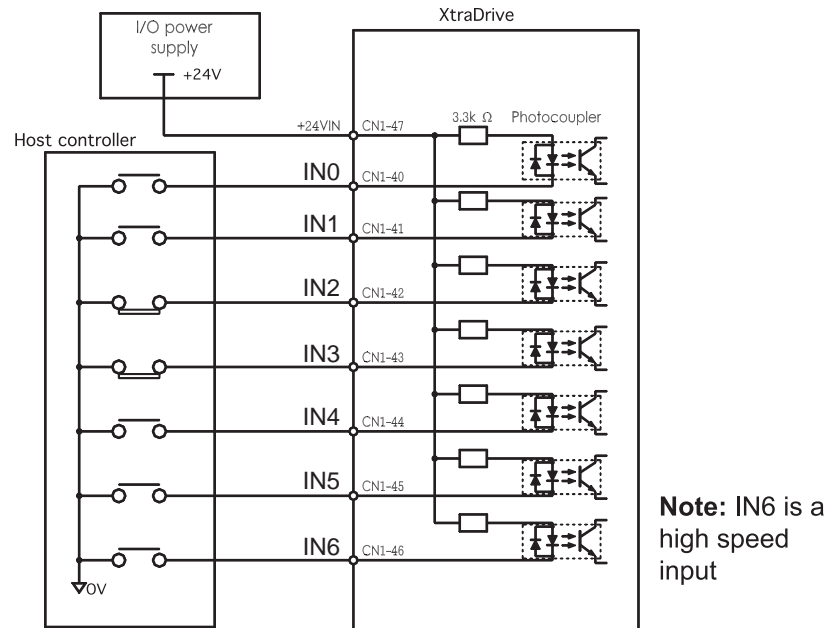 XtraDrive
I/O power
supply
+24V
Host controller
+24VIN
CN1-47
3.3k Ω
Photocoupler
IN0
CN1-40
IN1
CN1-41
IN2
CN1-42
IN3
CN1-43
IN4
CN1-44
IN5
CN1-45
IN6
CN1-46
0V
Note: IN6 is a
high speed
input